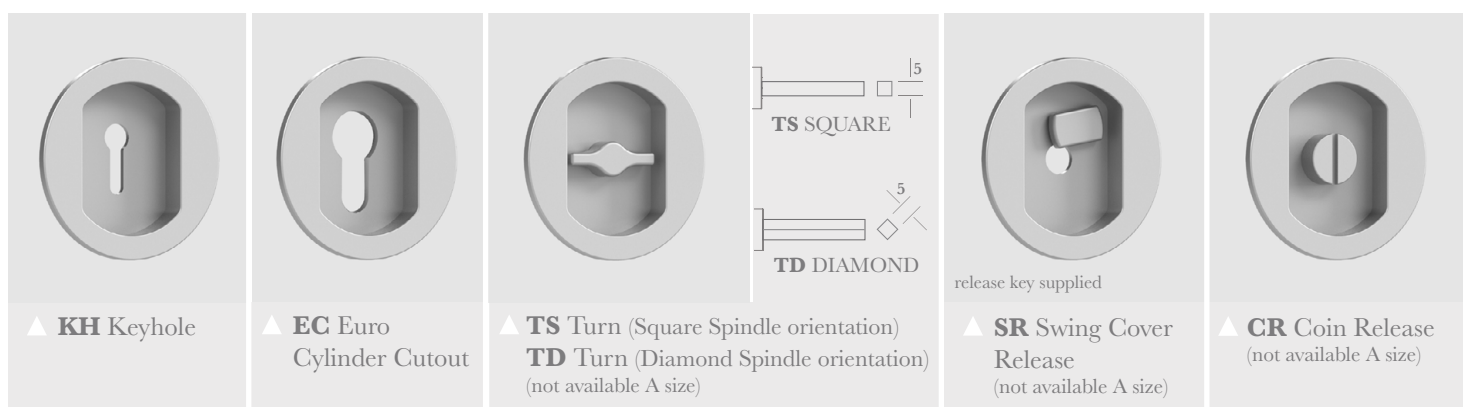 5
TS SQUARE
5
TD DIAMOND
release key supplied
KH Keyhole
EC Euro
Cylinder Cutout
TS Turn (Square Spindle orientation)
TD Turn (Diamond Spindle orientation)
(not available A size)
SR Swing Cover
Release
(not available A size)
CR Coin Release
(not available A size)